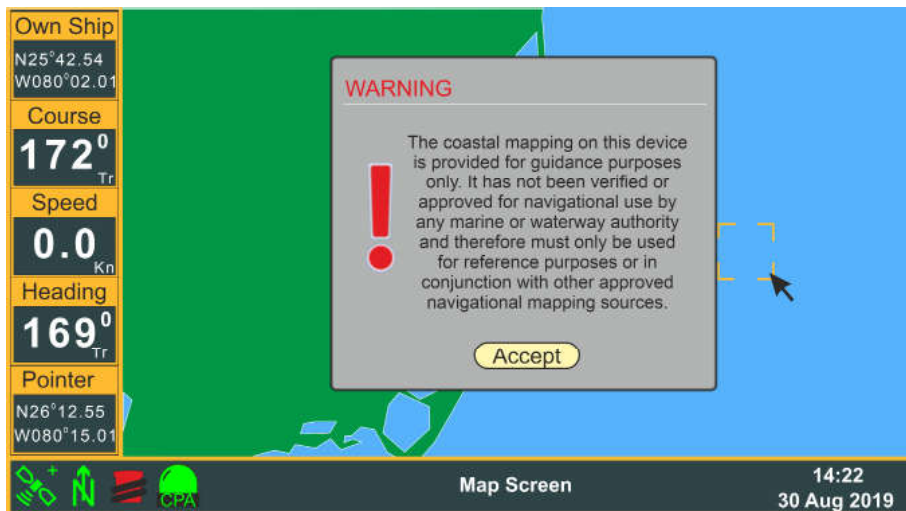 Own Ship
N25°42.54
W080°02.01
Course
172⁰
Tr
Speed
0.0
Kn
Heading
169⁰
Tr
Pointer
N26°12.55
W080°15.01
WARNING
The coastal mapping on this device
is provided for guidance purposes
only. It has not been verified or
approved for navigational use by
any marine or waterway authority
and therefore must only be used
for reference purposes or in
conjunction with other approved
navigational mapping sources.
Accept
N
CPA
Map Screen
14:22
30 Aug 2019